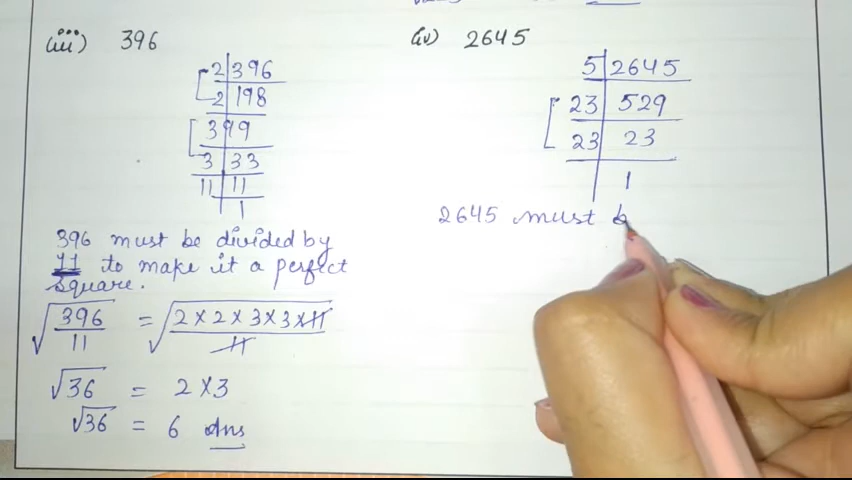 (iii) 396
2 | 396
2 | 198
3 | 99
3 | 33
11 | 11
1
396 must be divided by
11 to make it a perfect
square.
√(396/11) = √(2×2×3×3×11/11)
√36 = 2×3
√36 = 6 Ans
(iv) 2645
5 | 2645
23 | 529
23 | 23
1
2645 must b